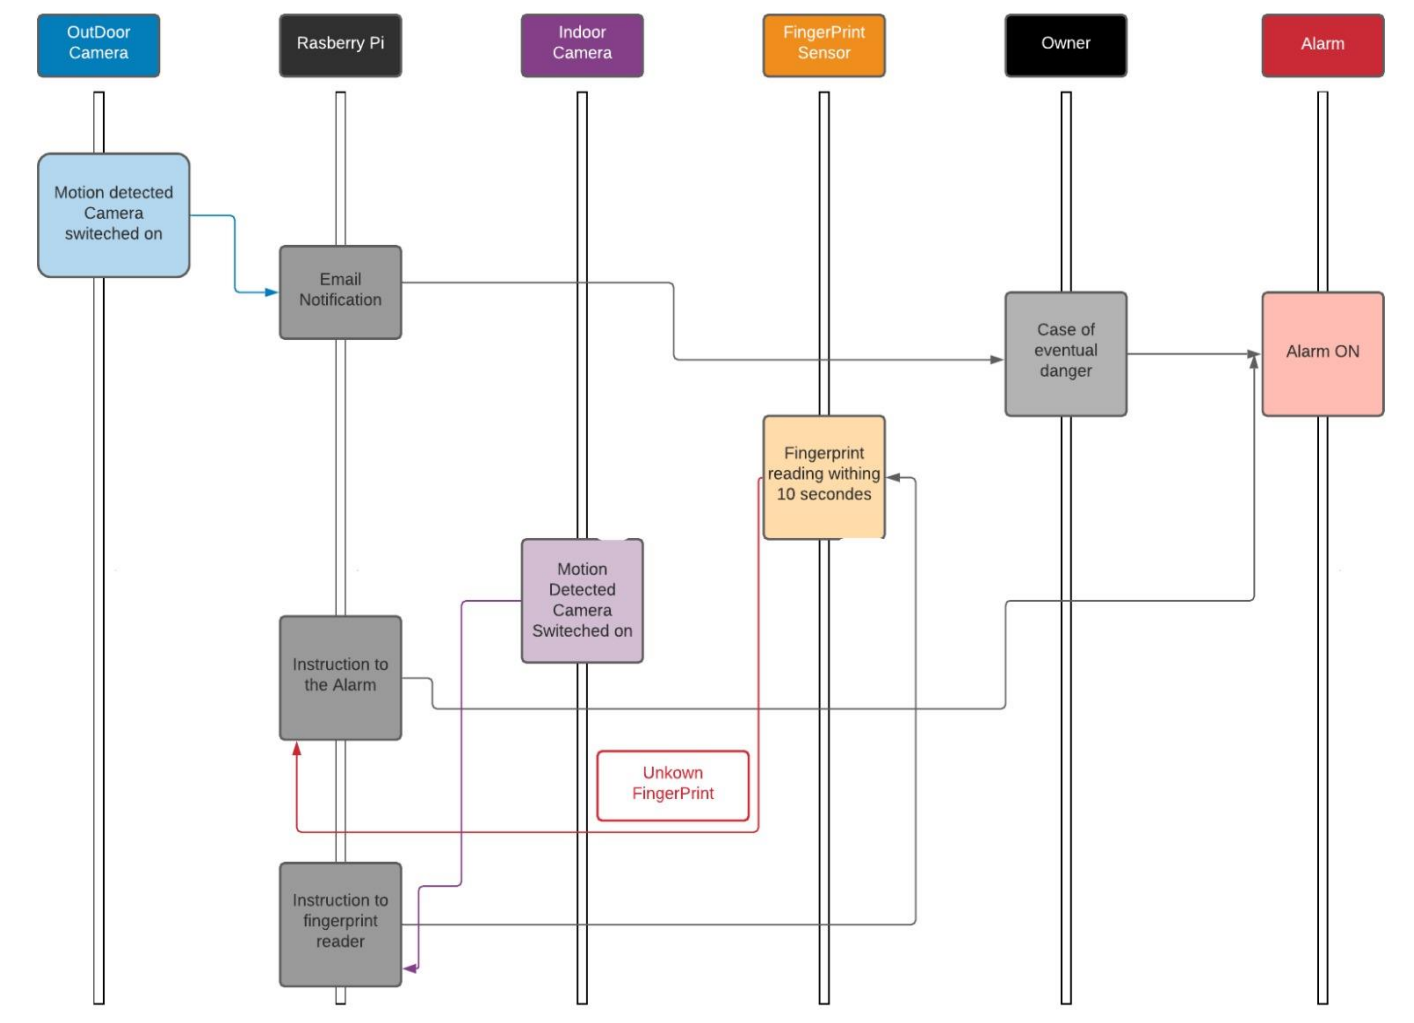 OutDoor
Camera
Rasberry Pi
Indoor
Camera
FingerPrint
Sensor
Owner
Alarm
Motion detected
Camera
switeched on
Email
Notification
Case of
eventual
danger
Alarm ON
Fingerprint
reading withing
10 secondes
Motion
Detected
Camera
Switeched on
Instruction to
the Alarm
Unkown
FingerPrint
Instruction to
fingerprint
reader